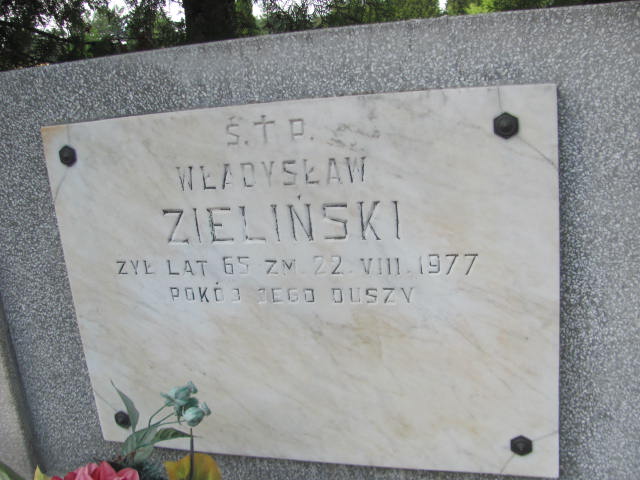 Ś. † P.
WŁADYSŁAW
ZIELIŃSKI
ŻYŁ LAT 65 ZM. 22. VIII. 1977
POKÓJ JEGO DUSZY